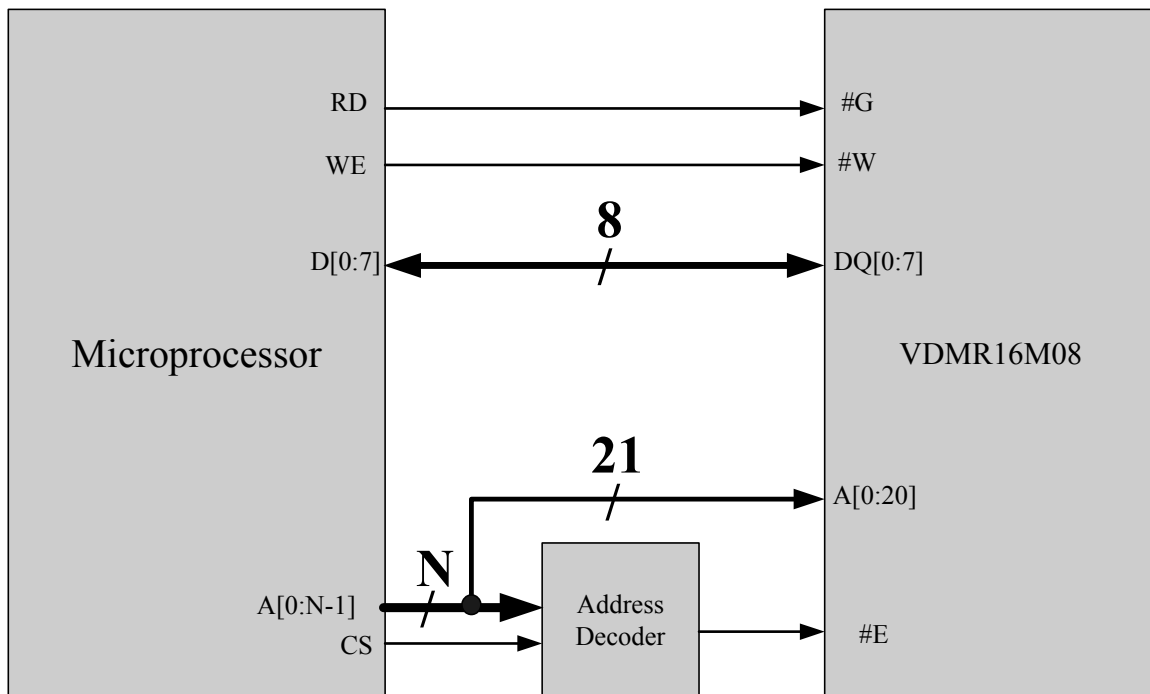 RD
#G
WE
#W
8
D[0:7]
DQ[0:7]
Microprocessor
VDMR16M08
21
A[0:20]
N
A[0:N-1]
Address
Decoder
CS
#E